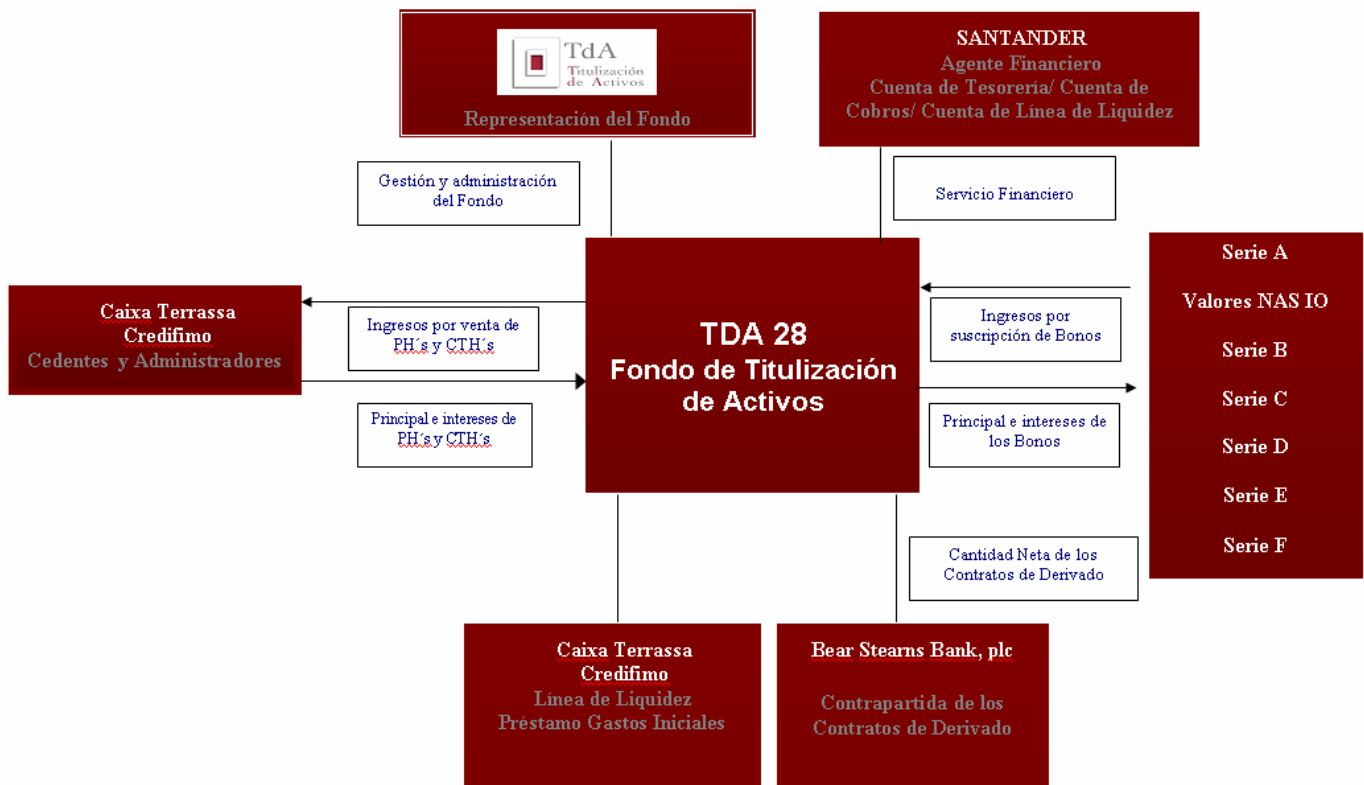 TdA
Titulización
de Activos
Representación del Fondo
SANTANDER
Agente Financiero
Cuenta de Tesorería/ Cuenta de
Cobros/ Cuenta de Línea de Liquidez
Gestión y administración
del Fondo
Servicio Financiero
Caixa Terrassa
Credifimo
Cedentes y Administradores
Ingresos por venta de
PH´s y CTH´s
Principal e intereses de
PH´s y CTH´s
TDA 28
Fondo de Titulización
de Activos
Ingresos por
suscripción de Bonos
Principal e intereses de
los Bonos
Serie A
Valores NAS IO
Serie B
Serie C
Serie D
Serie E
Serie F
Cantidad Neta de los
Contratos de Derivado
Caixa Terrassa
Credifimo
Línea de Liquidez
Préstamo Gastos Iniciales
Bear Stearns Bank, plc
Contrapartida de los
Contratos de Derivado